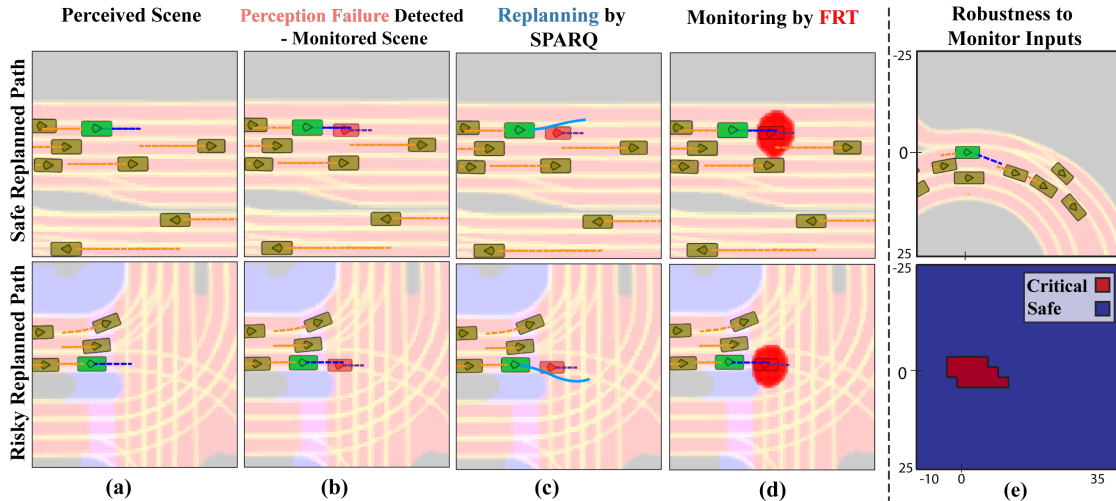 Perceived Scene
Perception Failure Detected
- Monitored Scene
Replanning by
SPARQ
Monitoring by FRT
Robustness to
Monitor Inputs
Safe Replanned Path
Risky Replanned Path
-25
0
25
-25
0
25
-10
0
35
Critical
Safe
(a)
(b)
(c)
(d)
(e)